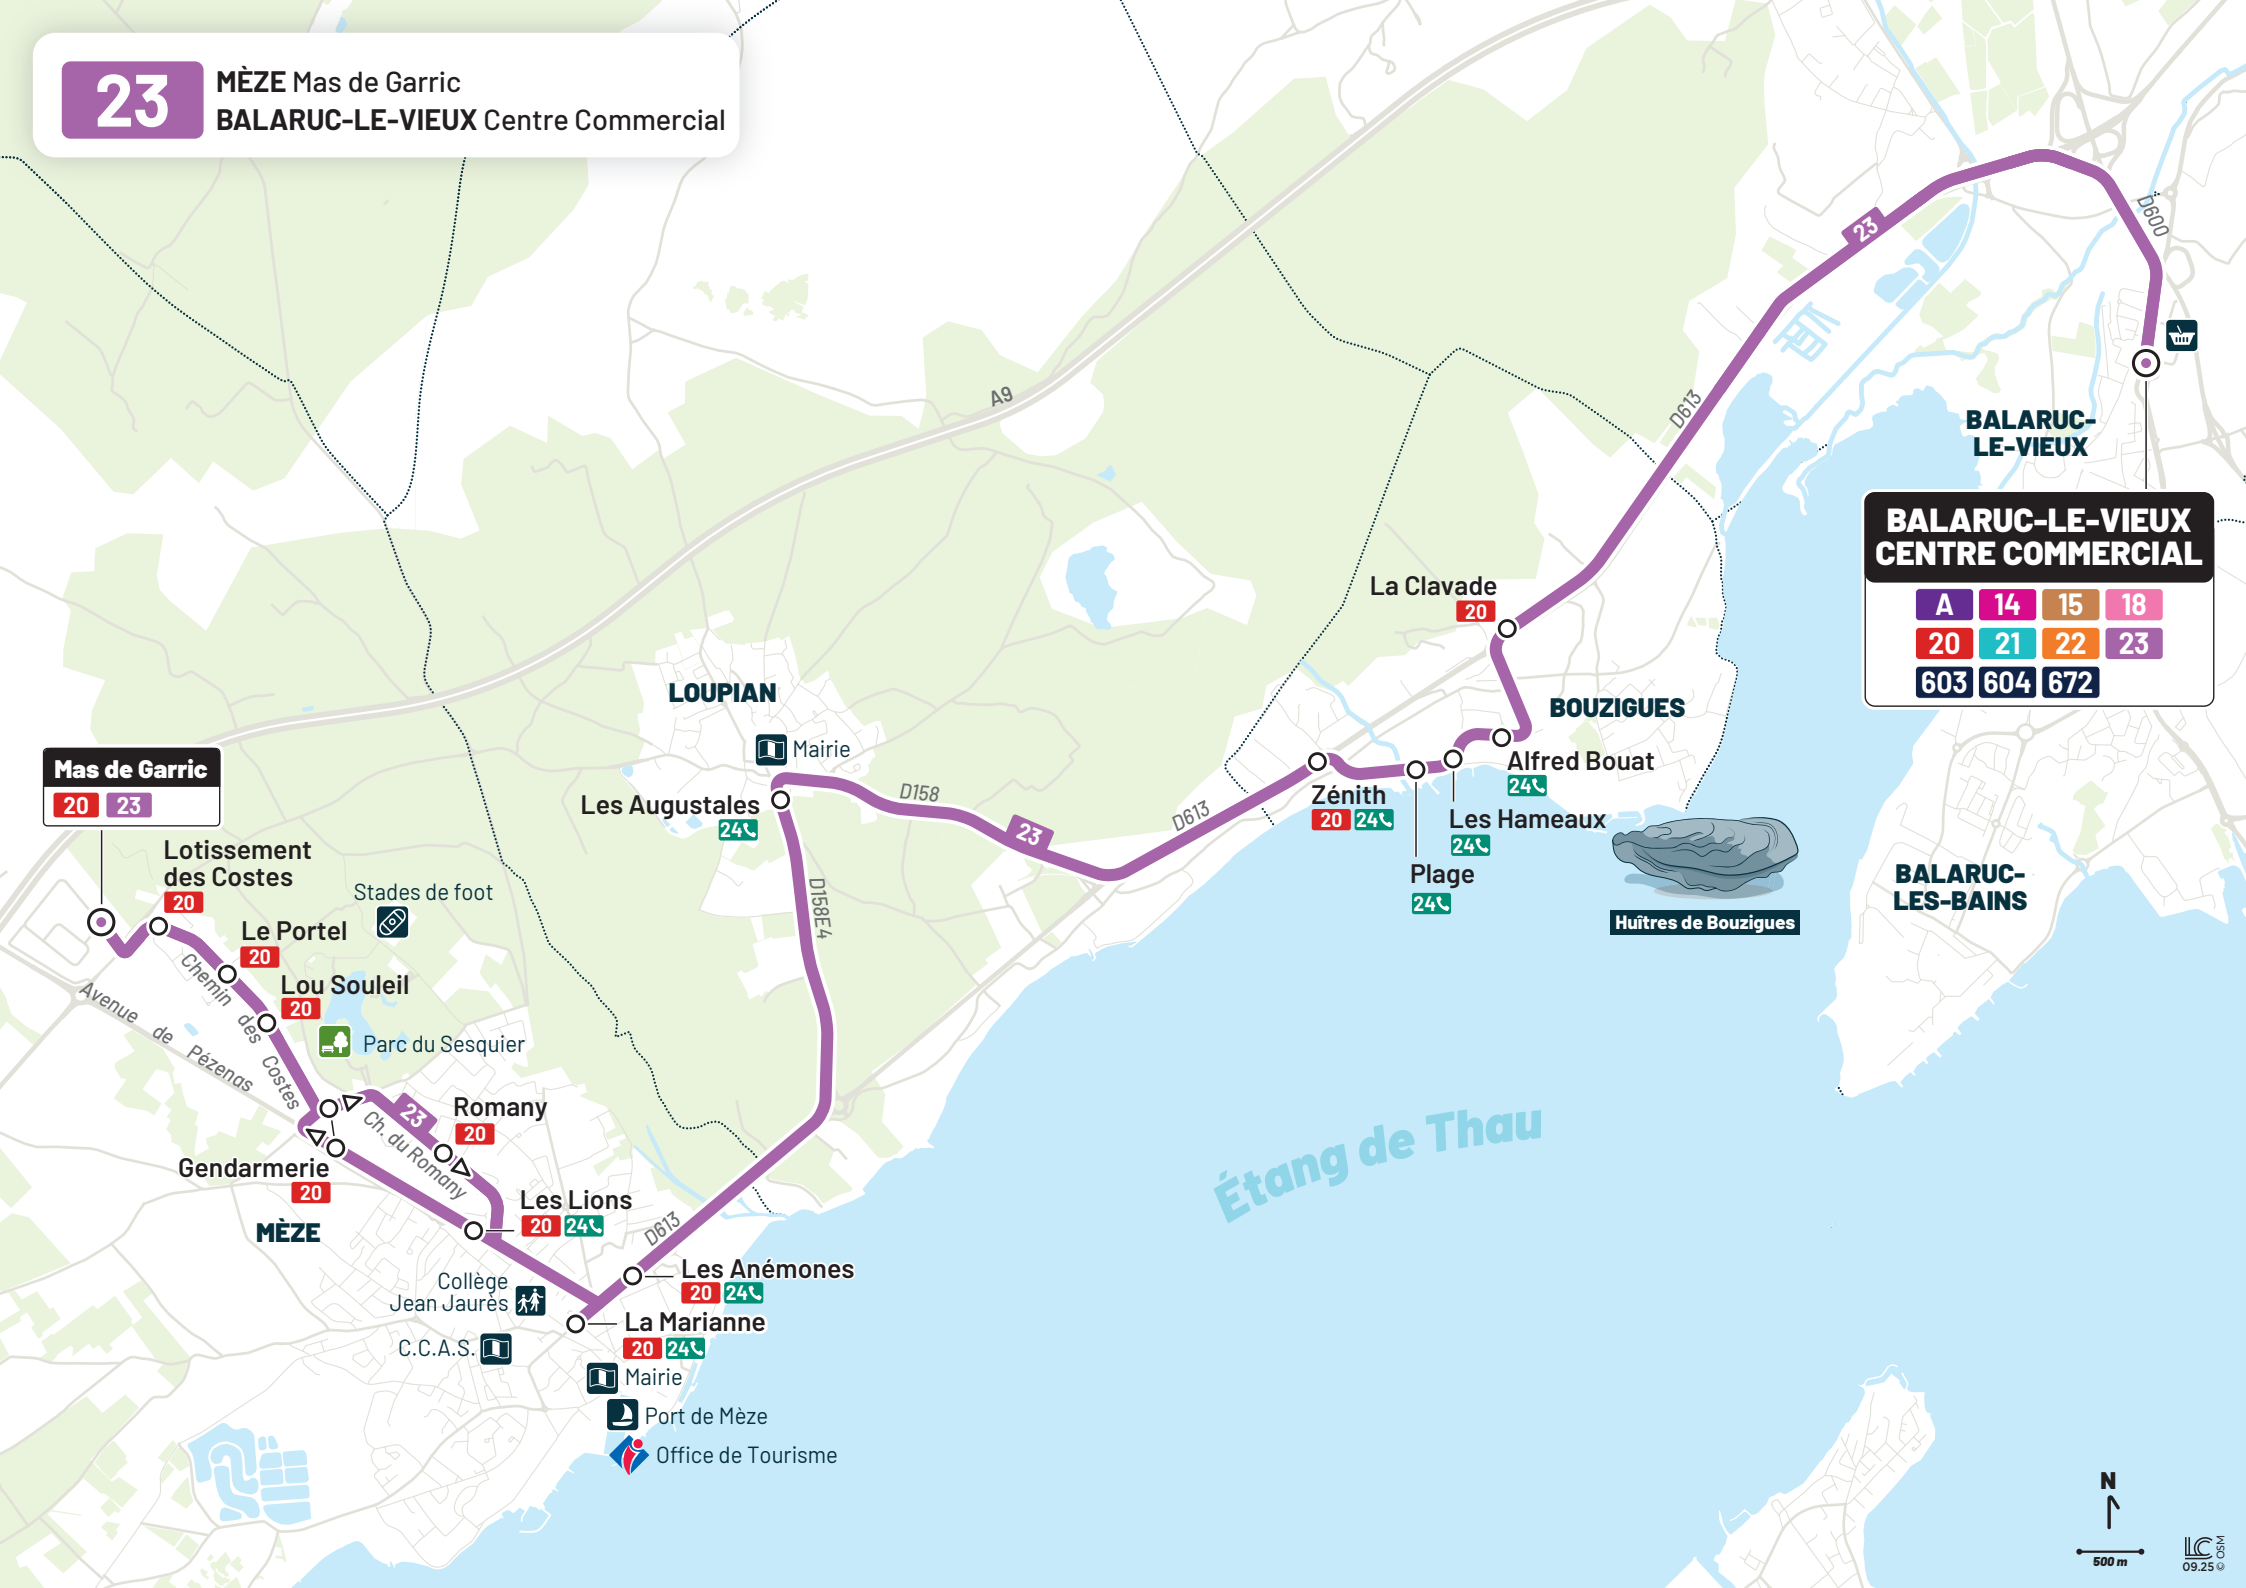 23
MÈZE Mas de Garric
BALARUC-LE-VIEUX Centre Commercial
A9
23
D600
D613
BALARUC-
LE-VIEUX
BALARUC-LE-VIEUX
CENTRE COMMERCIAL
A 14 15 18
20 21 22 23
603 604 672
La Clavade
20
BOUZIGUES
LOUPIAN
Mairie
Les Augustales
24
D158
23
D613
D158E4
Zénith
20 24
Alfred Bouat
24
Les Hameaux
24
Plage
24
Huîtres de Bouzigues
BALARUC-
LES-BAINS
Mas de Garric
20 23
Lotissement
des Costes
20
Stades de foot
Le Portel
20
Lou Souleil
20
Chemin des Costes
Avenue de Pézenas
Parc du Sesquier
23
Romany
20
Ch. du Romany
Gendarmerie
20
MÈZE
Les Lions
20 24
D613
Les Anémones
20 24
Collège
Jean Jaurès
La Marianne
20 24
C.C.A.S.
Mairie
Port de Mèze
Office de Tourisme
Étang de Thau
N
500 m
LC
09.25 © OSM